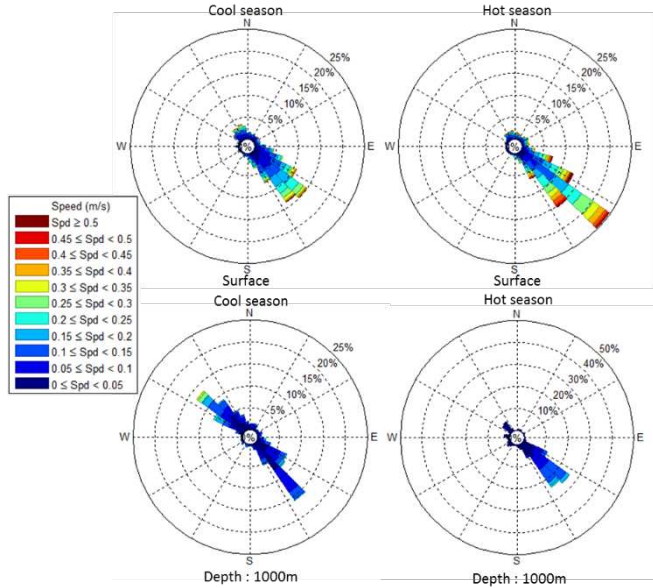 Cool season
Hot season
N
N
25%
20%
15%
10%
5%
25%
20%
15%
10%
5%
W
%
E
W
%
E
S
S
Surface
Surface
Speed (m/s)
Spd ≥ 0.5
0.45 ≤ Spd < 0.5
0.4 ≤ Spd < 0.45
0.35 ≤ Spd < 0.4
0.3 ≤ Spd < 0.35
0.25 ≤ Spd < 0.3
0.2 ≤ Spd < 0.25
0.15 ≤ Spd < 0.2
0.1 ≤ Spd < 0.15
0.05 ≤ Spd < 0.1
0 ≤ Spd < 0.05
Cool season
Hot season
N
N
25%
20%
15%
10%
5%
50%
40%
30%
20%
10%
W
%
E
W
%
E
S
S
Depth : 1000m
Depth : 1000m